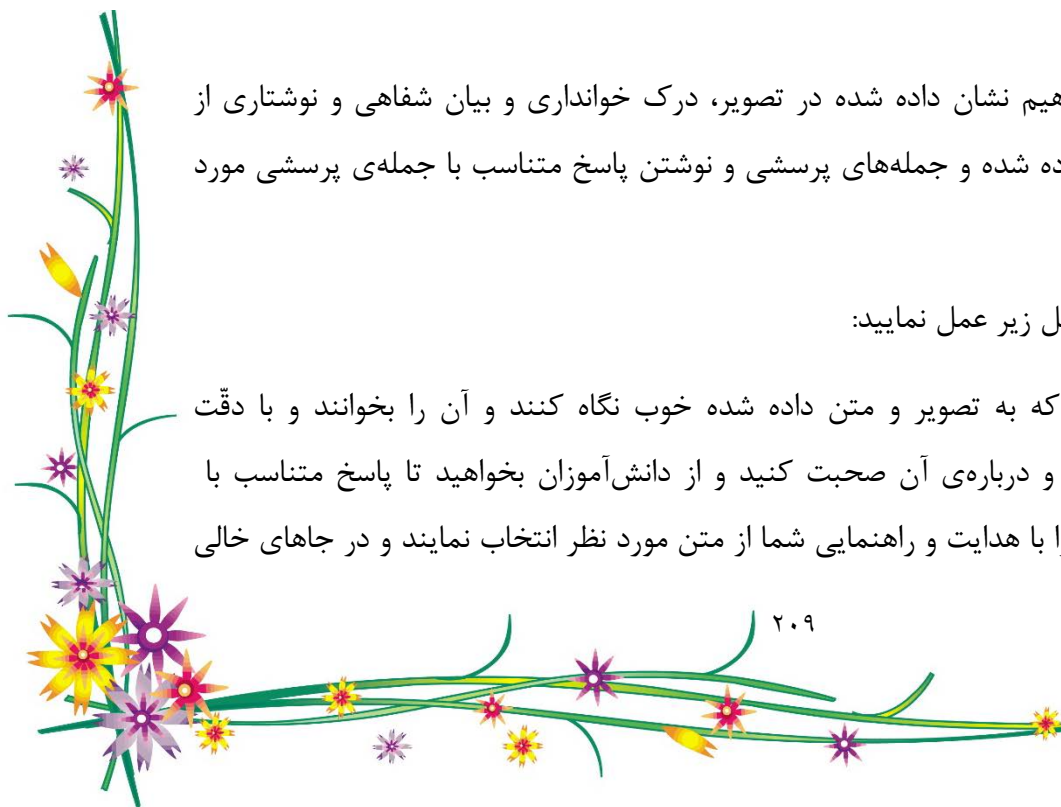 هیم نشان داده شده در تصویر، درک خوانداری و بیان شفاهی و نوشتاری از
ده شده و جمله‌های پرسشی و نوشتن پاسخ متناسب با جمله‌ی پرسشی مورد
ل زیر عمل نمایید:
که به تصویر و متن داده شده خوب نگاه کنند و آن را بخوانند و با دقّت
و درباره‌ی آن صحبت کنید و از دانش‌آموزان بخواهید تا پاسخ متناسب با
ا با هدایت و راهنمایی شما از متن مورد نظر انتخاب نمایند و در جاهای خالی
۲۰۹